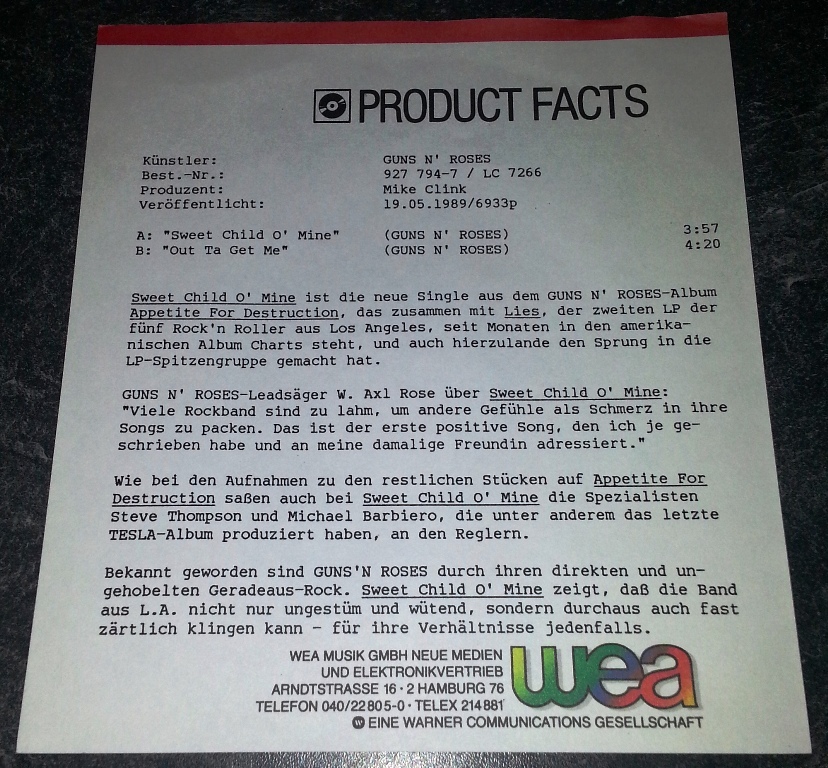 PRODUCT FACTS
Künstler: GUNS N' ROSES
Best.-Nr.: 927 794-7 / LC 7266
Produzent: Mike Clink
Veröffentlicht: 19.05.1989/6933p
A: "Sweet Child O' Mine" (GUNS N' ROSES) 3:57
B: "Out Ta Get Me" (GUNS N' ROSES) 4:20
Sweet Child O' Mine ist die neue Single aus dem GUNS N' ROSES-Album
Appetite For Destruction, das zusammen mit Lies, der zweiten LP der
fünf Rock'n Roller aus Los Angeles, seit Monaten in den amerika-
nischen Album Charts steht, und auch hierzulande den Sprung in die
LP-Spitzengruppe gemacht hat.
GUNS N' ROSES-Leadsäger W. Axl Rose über Sweet Child O' Mine:
"Viele Rockband sind zu lahm, um andere Gefühle als Schmerz in ihre
Songs zu packen. Das ist der erste positive Song, den ich je ge-
schrieben habe und an meine damalige Freundin adressiert."
Wie bei den Aufnahmen zu den restlichen Stücken auf Appetite For
Destruction saßen auch bei Sweet Child O' Mine die Spezialisten
Steve Thompson und Michael Barbiero, die unter anderem das letzte
TESLA-Album produziert haben, an den Reglern.
Bekannt geworden sind GUNS'N ROSES durch ihren direkten und un-
gehobelten Geradeaus-Rock. Sweet Child O' Mine zeigt, daß die Band
aus L.A. nicht nur ungestüm und wütend, sondern durchaus auch fast
zärtlich klingen kann - für ihre Verhältnisse jedenfalls.
WEA MUSIK GMBH NEUE MEDIEN
UND ELEKTRONIKVERTRIEB
ARNDTSTRASSE 16 · 2 HAMBURG 76
TELEFON 040/22805-0 · TELEX 214881
wea
EINE WARNER COMMUNICATIONS GESELLSCHAFT